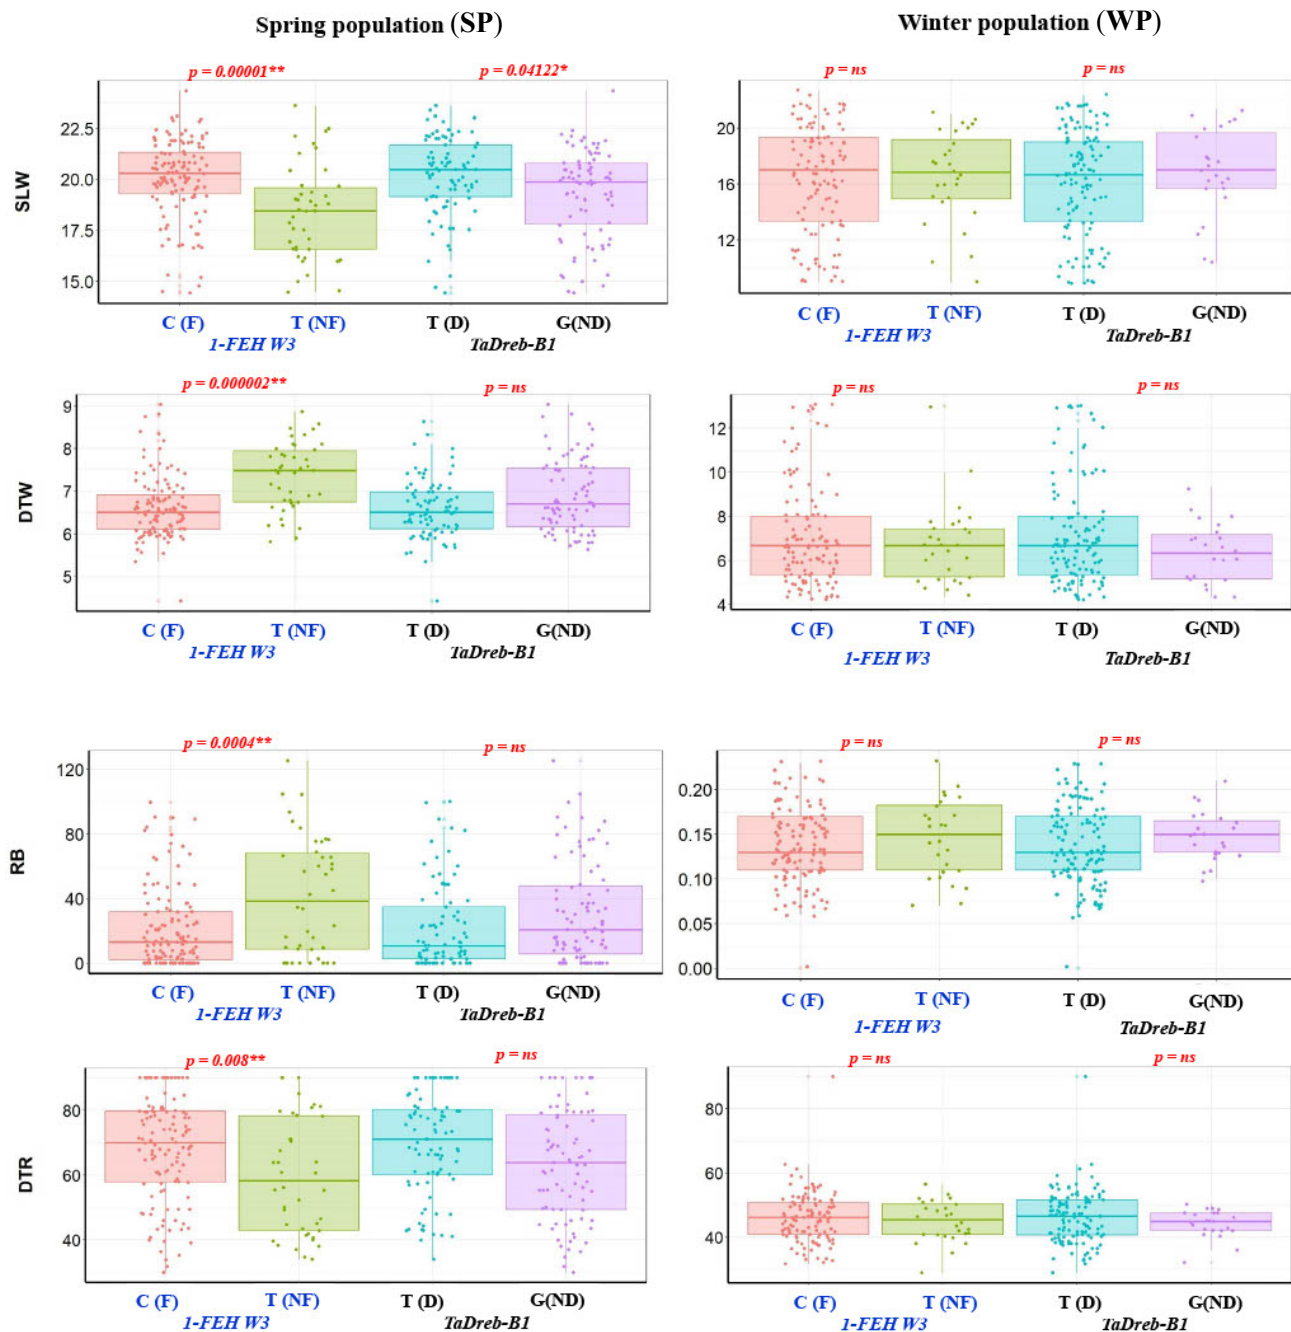 Spring population (SP)
Winter population (WP)
p = 0.00001**
p = 0.04122*
SLW
22.5
20.0
17.5
15.0
C (F)
T (NF)
T (D)
G(ND)
1-FEH W3
TaDreb-B1
p = ns
p = ns
20
16
12
C (F)
T (NF)
T (D)
G(ND)
1-FEH W3
TaDreb-B1
p = 0.000002**
p = ns
DTW
9
8
7
6
5
C (F)
T (NF)
T (D)
G(ND)
1-FEH W3
TaDreb-B1
p = ns
p = ns
12
10
8
6
4
C (F)
T (NF)
T (D)
G(ND)
1-FEH W3
TaDreb-B1
p = 0.0004**
p = ns
RB
120
80
40
0
C (F)
T (NF)
T (D)
G(ND)
1-FEH W3
TaDreb-B1
p = ns
p = ns
0.20
0.15
0.10
0.05
0.00
C (F)
T (NF)
T (D)
G(ND)
1-FEH W3
TaDreb-B1
p = 0.008**
p = ns
DTR
80
60
40
C (F)
T (NF)
T (D)
G(ND)
1-FEH W3
TaDreb-B1
p = ns
p = ns
80
60
40
C (F)
T (NF)
T (D)
G(ND)
1-FEH W3
TaDreb-B1